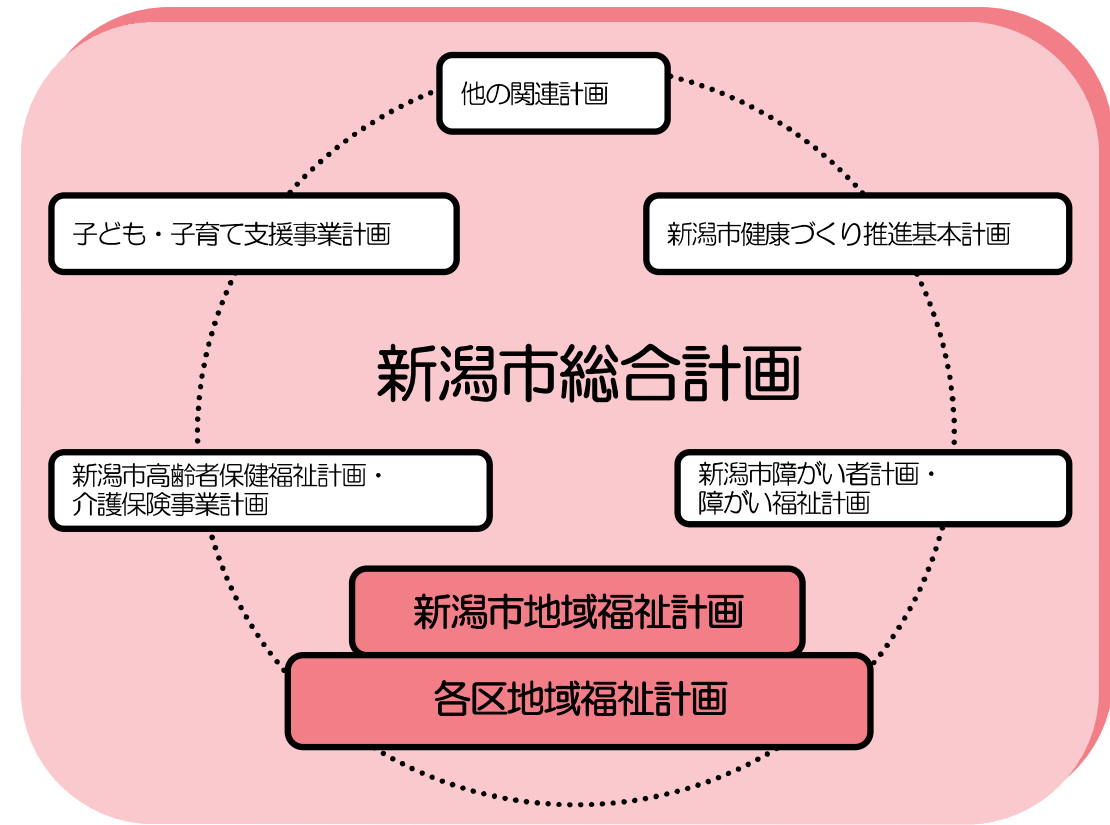 他の関連計画
子ども・子育て支援事業計画
新潟市健康づくり推進基本計画
新潟市総合計画
新潟市高齢者保健福祉計画・
介護保険事業計画
新潟市障がい者計画・
障がい福祉計画
新潟市地域福祉計画
各区地域福祉計画